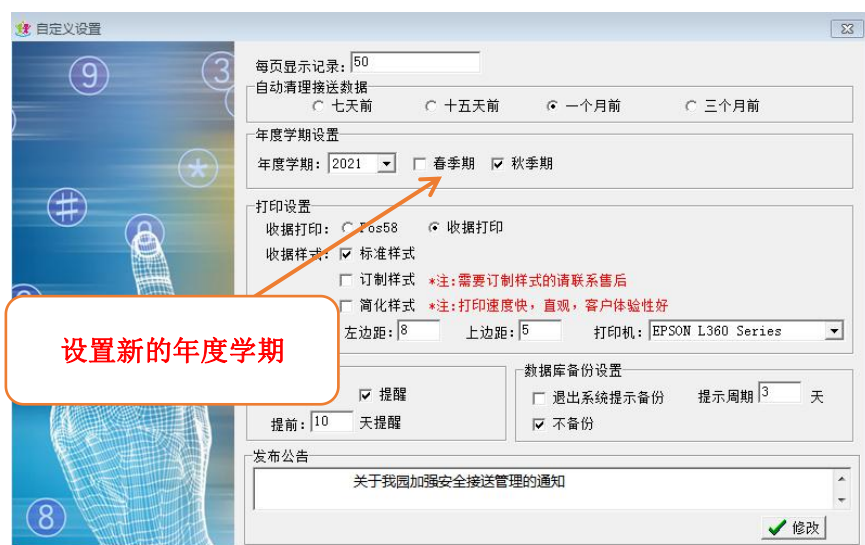 自定义设置
每页显示记录: 50
自动清理接送数据
七天前 十五天前 一个月前 三个月前
年度学期设置
年度学期: 2021 春季期 秋季期
打印设置
收据打印: Pos58 收据打印
收据样式: 标准样式
订制样式 *注:需要订制样式的请联系售后
简化样式 *注:打印速度快，直观，客户体验性好
左边距: 8 上边距: 5 打印机: EPSON L360 Series
设置新的年度学期
提醒
提前: 10 天提醒
数据库备份设置
退出系统提示备份 提示周期 3 天
不备份
发布公告
关于我园加强安全接送管理的通知
修改
9
3
*
#
8
8